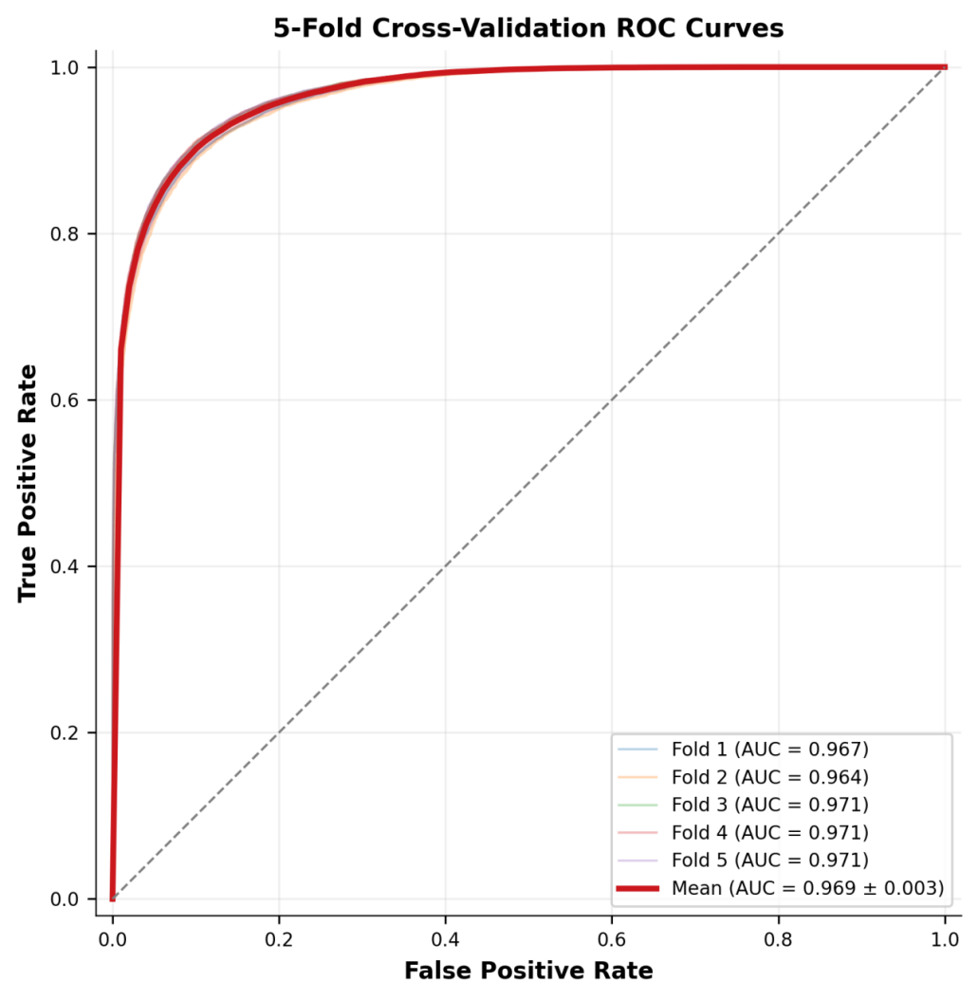 5-Fold Cross-Validation ROC Curves
True Positive Rate
1.0
0.8
0.6
0.4
0.2
0.0
Fold 1 (AUC = 0.967)
Fold 2 (AUC = 0.964)
Fold 3 (AUC = 0.971)
Fold 4 (AUC = 0.971)
Fold 5 (AUC = 0.971)
Mean (AUC = 0.969 ± 0.003)
0.0 0.2 0.4 0.6 0.8 1.0
False Positive Rate